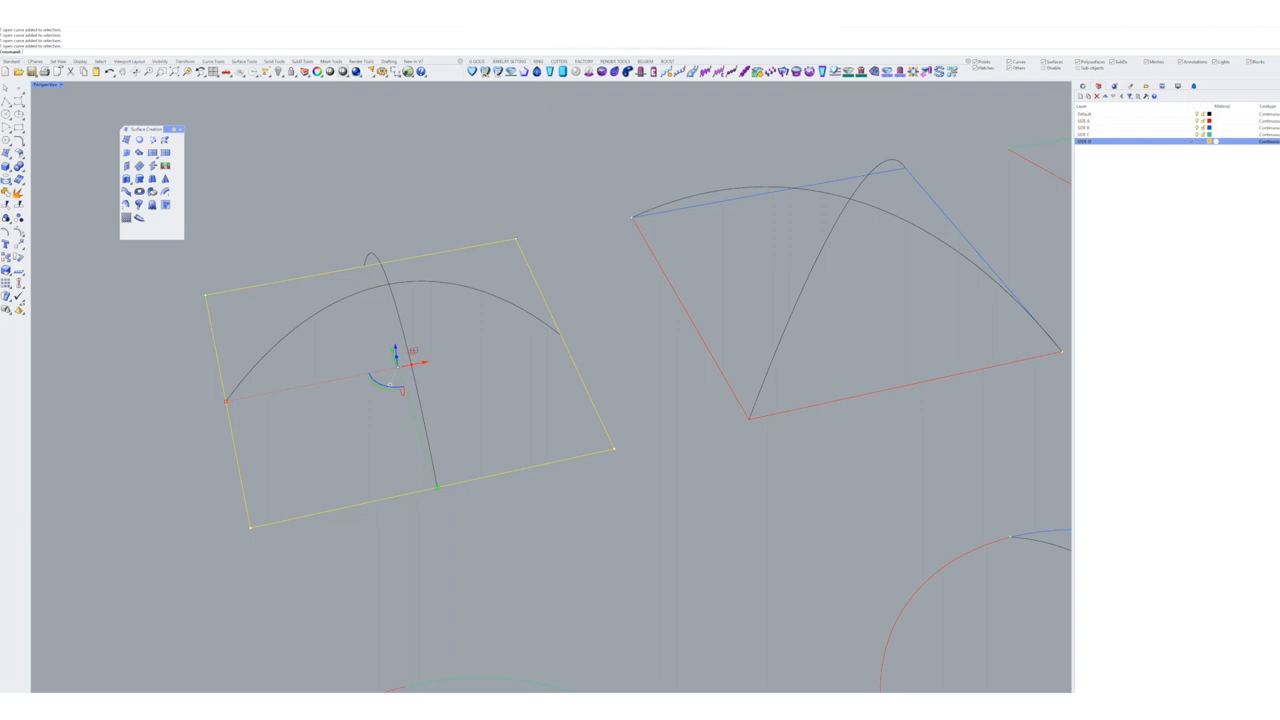 1 open curve added to selection.
1 open curve added to selection.
1 open curve added to selection.
1 open curve added to selection.
Command:
Standard CPlanes Set View Display Select Viewport Layout Visibility Transform Curve Tools Surface Tools Solid Tools SubD Tools Mesh Tools Render Tools Drafting New in V7 JEWELRY SETTING RING CUTTERS FACTORY RENDER TOOLS BOOST
Points Curves Surfaces Polysurfaces SubDs Meshes Annotations Lights Blocks
Hatches Others Disable Sub-objects
Perspective
Surface Creation
Layer Material Linetype
Default Continuous
SIDE A Continuous
SIDE B Continuous
SIDE C Continuous
SIDE D Continuous